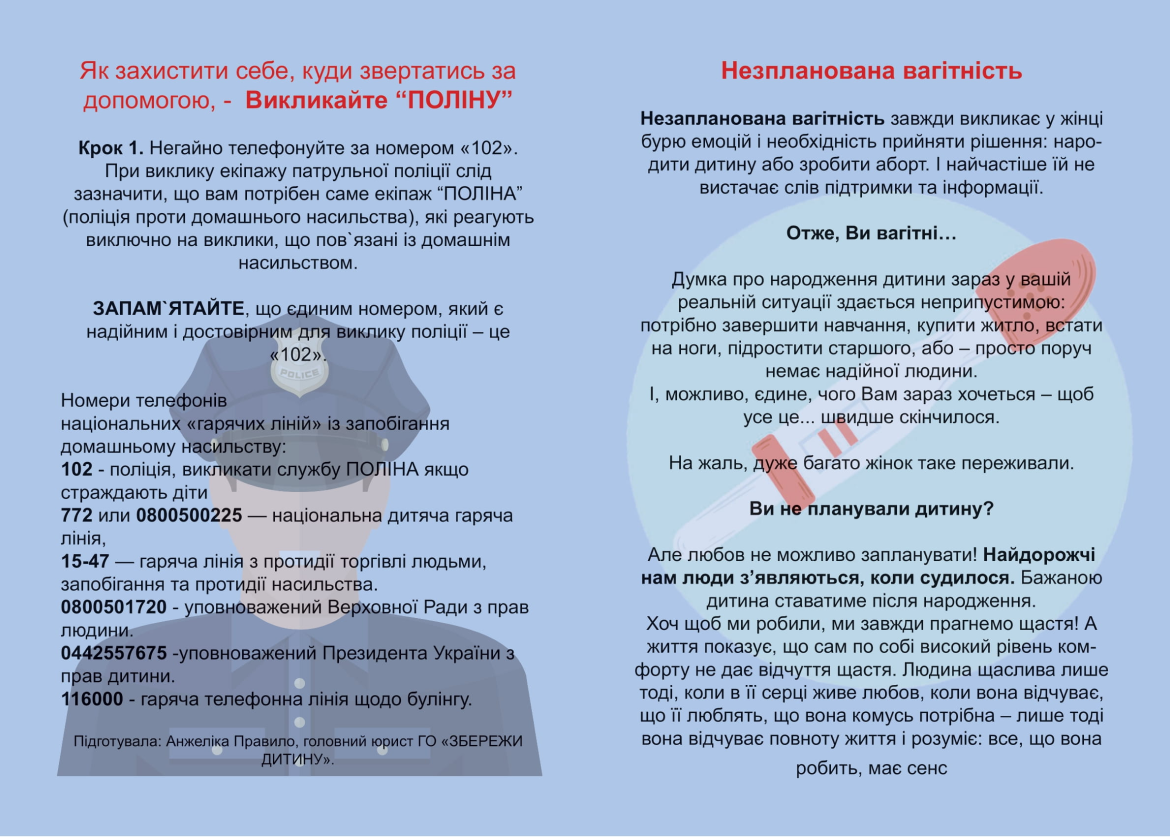 Як захистити себе, куди звертатись за
допомогою, - Викликайте “ПОЛІНУ”
Крок 1. Негайно телефонуйте за номером «102».
При виклику екіпажу патрульної поліції слід
зазначити, що вам потрібен саме екіпаж “ПОЛІНА”
(поліція проти домашнього насильства), які реагують
виключно на виклики, що пов`язані із домашнім
насильством.
ЗАПАМ`ЯТАЙТЕ, що єдиним номером, який є
надійним і достовірним для виклику поліції – це
«102».
POLICE
Номери телефонів
національних «гарячих ліній» із запобігання
домашньому насильству:
102 - поліція, викликати службу ПОЛІНА якщо
страждають діти
772 или 0800500225 — національна дитяча гаряча
лінія,
15-47 — гаряча лінія з протидії торгівлі людьми,
запобігання та протидії насильства.
0800501720 - уповноважений Верховної Ради з прав
людини.
0442557675 -уповноважений Президента України з
прав дитини.
116000 - гаряча телефонна лінія щодо булінгу.
Підготувала: Анжеліка Правило, головний юрист ГО «ЗБЕРЕЖИ
ДИТИНУ».
Незпланована вагітність
Незапланована вагітність завжди викликає у жінці
бурю емоцій і необхідність прийняти рішення: наро-
дити дитину або зробити аборт. І найчастіше їй не
вистачає слів підтримки та інформації.
Отже, Ви вагітні…
Думка про народження дитини зараз у вашій
реальній ситуації здається неприпустимою:
потрібно завершити навчання, купити житло, встати
на ноги, підростити старшого, або – просто поруч
немає надійної людини.
І, можливо, єдине, чого Вам зараз хочеться – щоб
усе це... швидше скінчилося.
На жаль, дуже багато жінок таке переживали.
Ви не планували дитину?
Але любов не можливо запланувати! Найдорожчі
нам люди з’являються, коли судилося. Бажаною
дитина ставатиме після народження.
Хоч щоб ми робили, ми завжди прагнемо щастя! А
життя показує, що сам по собі високий рівень ком-
форту не дає відчуття щастя. Людина щаслива лише
тоді, коли в її серці живе любов, коли вона відчуває,
що її люблять, що вона комусь потрібна – лише тоді
вона відчуває повноту життя і розуміє: все, що вона
робить, має сенс